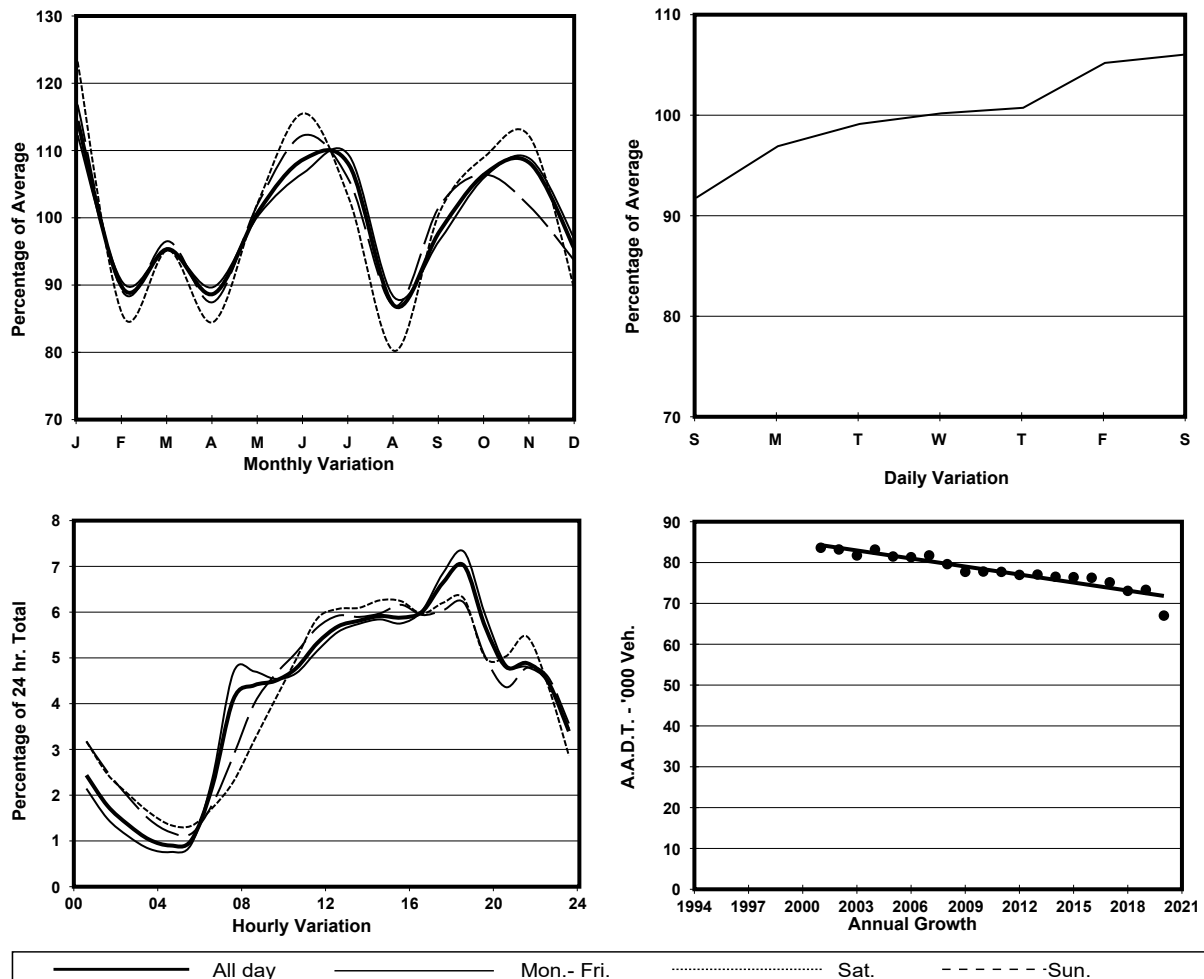 130
120
110
100
90
80
70
Percentage of Average
J F M A M J J A S O N D
Monthly Variation
110
100
90
80
70
Percentage of Average
S M T W T F S
Daily Variation
8
7
6
5
4
3
2
1
0
Percentage of 24 hr. Total
00 04 08 12 16 20 24
Hourly Variation
90
80
70
60
50
40
30
20
10
0
A.A.D.T. - '000 Veh.
1994 1997 2000 2003 2006 2009 2012 2015 2018 2021
Annual Growth
All day Mon.- Fri. Sat. Sun.